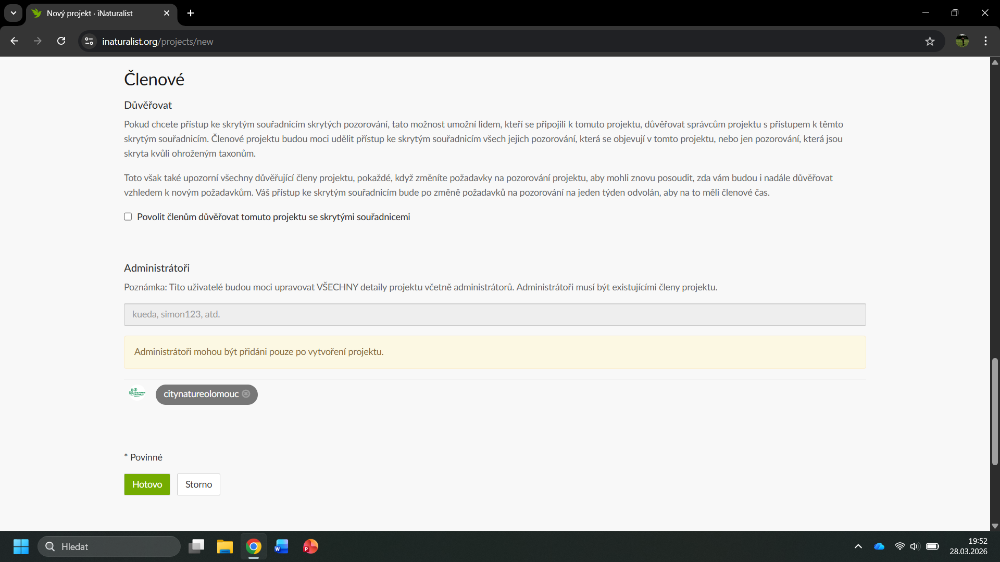 Nový projekt · iNaturalist
inaturalist.org/projects/new
Členové
Důvěřovat
Pokud chcete přístup ke skrytým souřadnicím skrytých pozorování, tato možnost umožní lidem, kteří se připojili k tomuto projektu, důvěřovat správcům projektu s přístupem k těmto
skrytým souřadnicím. Členové projektu budou moci udělit přístup ke skrytým souřadnicím všech jejich pozorování, která se objevují v tomto projektu, nebo jen pozorování, která jsou
skryta kvůli ohroženým taxonům.
Toto však také upozorní všechny důvěřující členy projektu, pokaždé, když změníte požadavky na pozorování projektu, aby mohli znovu posoudit, zda vám budou i nadále důvěřovat
vzhledem k novým požadavkům. Váš přístup ke skrytým souřadnicím bude po změně požadavků na pozorování na jeden týden odvolán, aby na to měli členové čas.
Povolit členům důvěřovat tomuto projektu se skrytými souřadnicemi
Administrátoři
Poznámka: Tito uživatelé budou moci upravovat VŠECHNY detaily projektu včetně administrátorů. Administrátoři musí být existujícími členy projektu.
kueda, simon123, atd.
Administrátoři mohou být přidáni pouze po vytvoření projektu.
citynatureolomouc
* Povinné
Hotovo
Storno
Hledat
19:52
28.03.2026